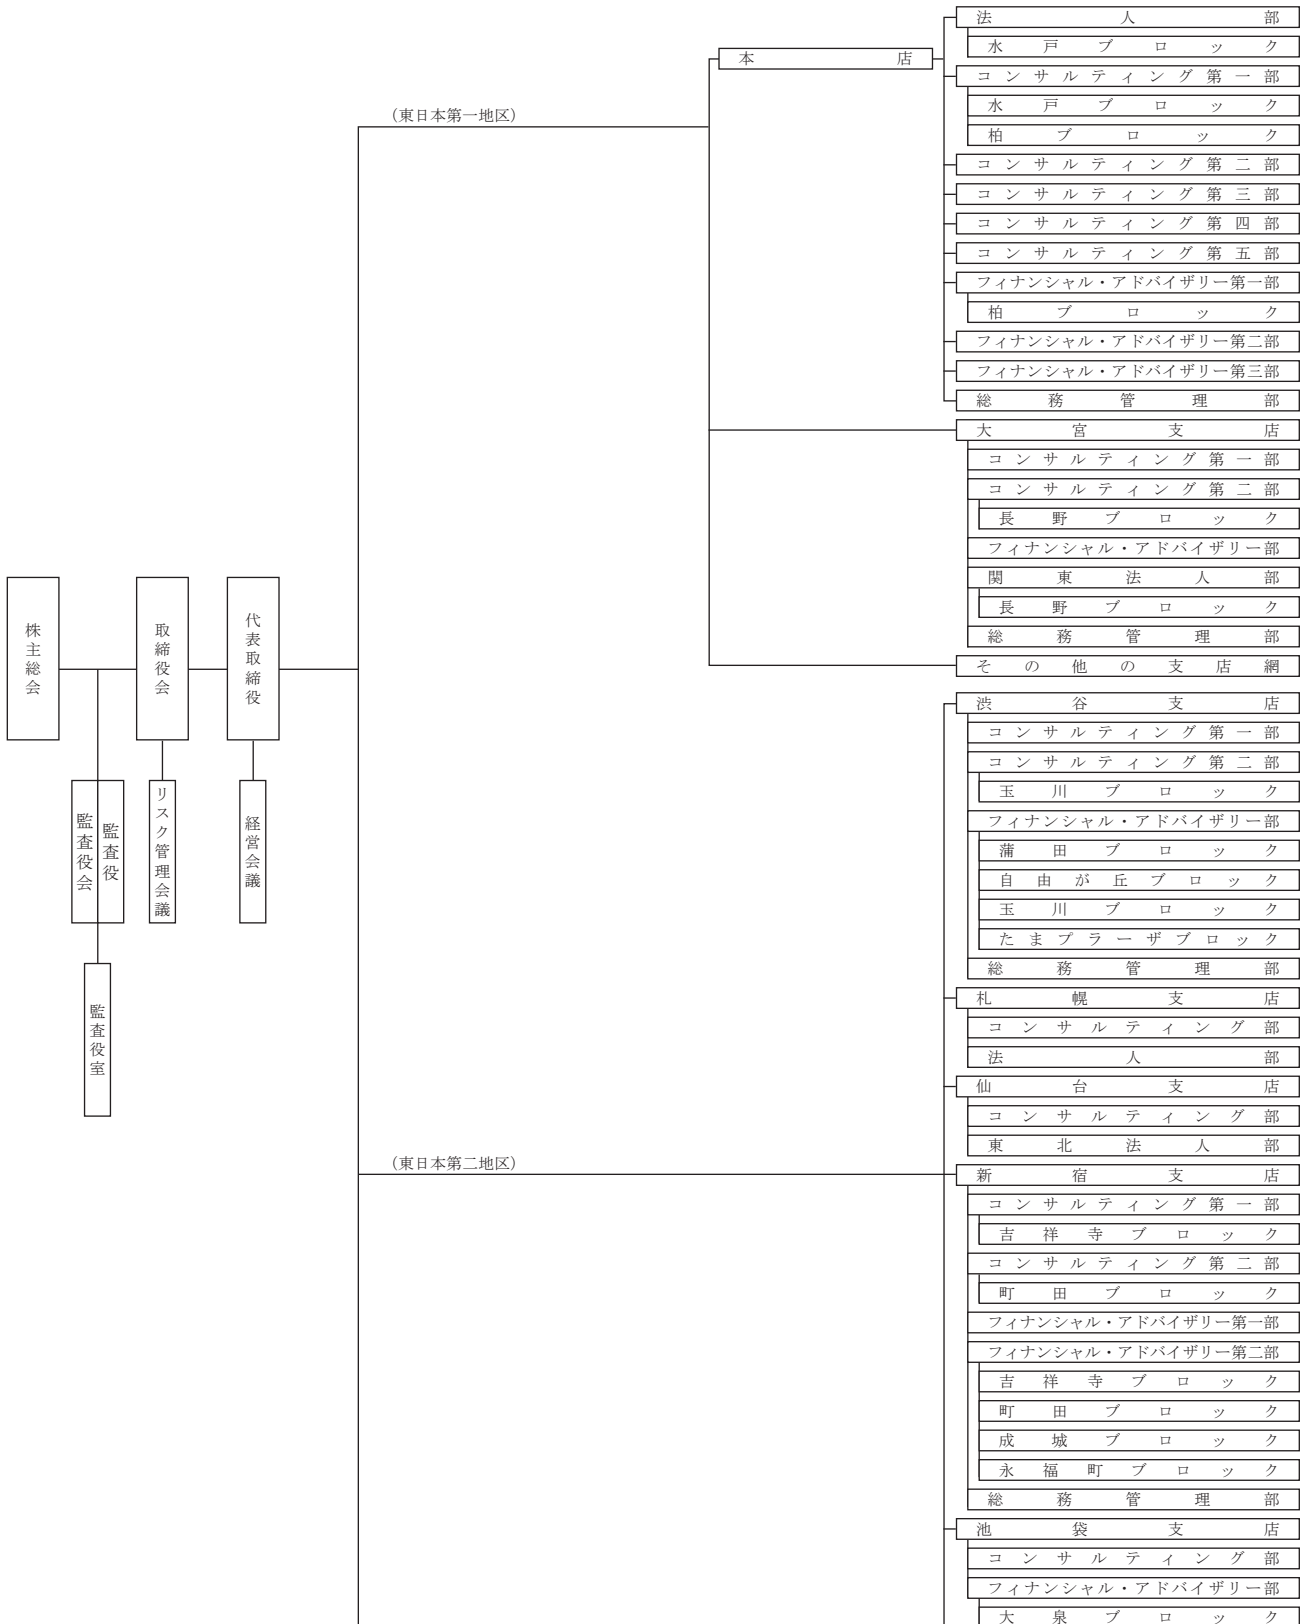 株主総会
監査役会
監査役
監査役室
取締役会
リスク管理会議
代表取締役
経営会議
（東日本第一地区）
本店
法人部
水戸ブロック
コンサルティング第一部
水戸ブロック
柏ブロック
コンサルティング第二部
コンサルティング第三部
コンサルティング第四部
コンサルティング第五部
フィナンシャル・アドバイザリー第一部
柏ブロック
フィナンシャル・アドバイザリー第二部
フィナンシャル・アドバイザリー第三部
総務管理部
大宮支店
コンサルティング第一部
コンサルティング第二部
長野ブロック
フィナンシャル・アドバイザリー部
関東法人部
長野ブロック
総務管理部
その他の支店網
（東日本第二地区）
渋谷支店
コンサルティング第一部
コンサルティング第二部
玉川ブロック
フィナンシャル・アドバイザリー部
蒲田ブロック
自由が丘ブロック
玉川ブロック
たまプラーザブロック
総務管理部
札幌支店
コンサルティング部
法人部
仙台支店
コンサルティング部
東北法人部
新宿支店
コンサルティング第一部
吉祥寺ブロック
コンサルティング第二部
町田ブロック
フィナンシャル・アドバイザリー第一部
フィナンシャル・アドバイザリー第二部
吉祥寺ブロック
町田ブロック
成城ブロック
永福町ブロック
総務管理部
池袋支店
コンサルティング部
フィナンシャル・アドバイザリー部
大泉ブロック